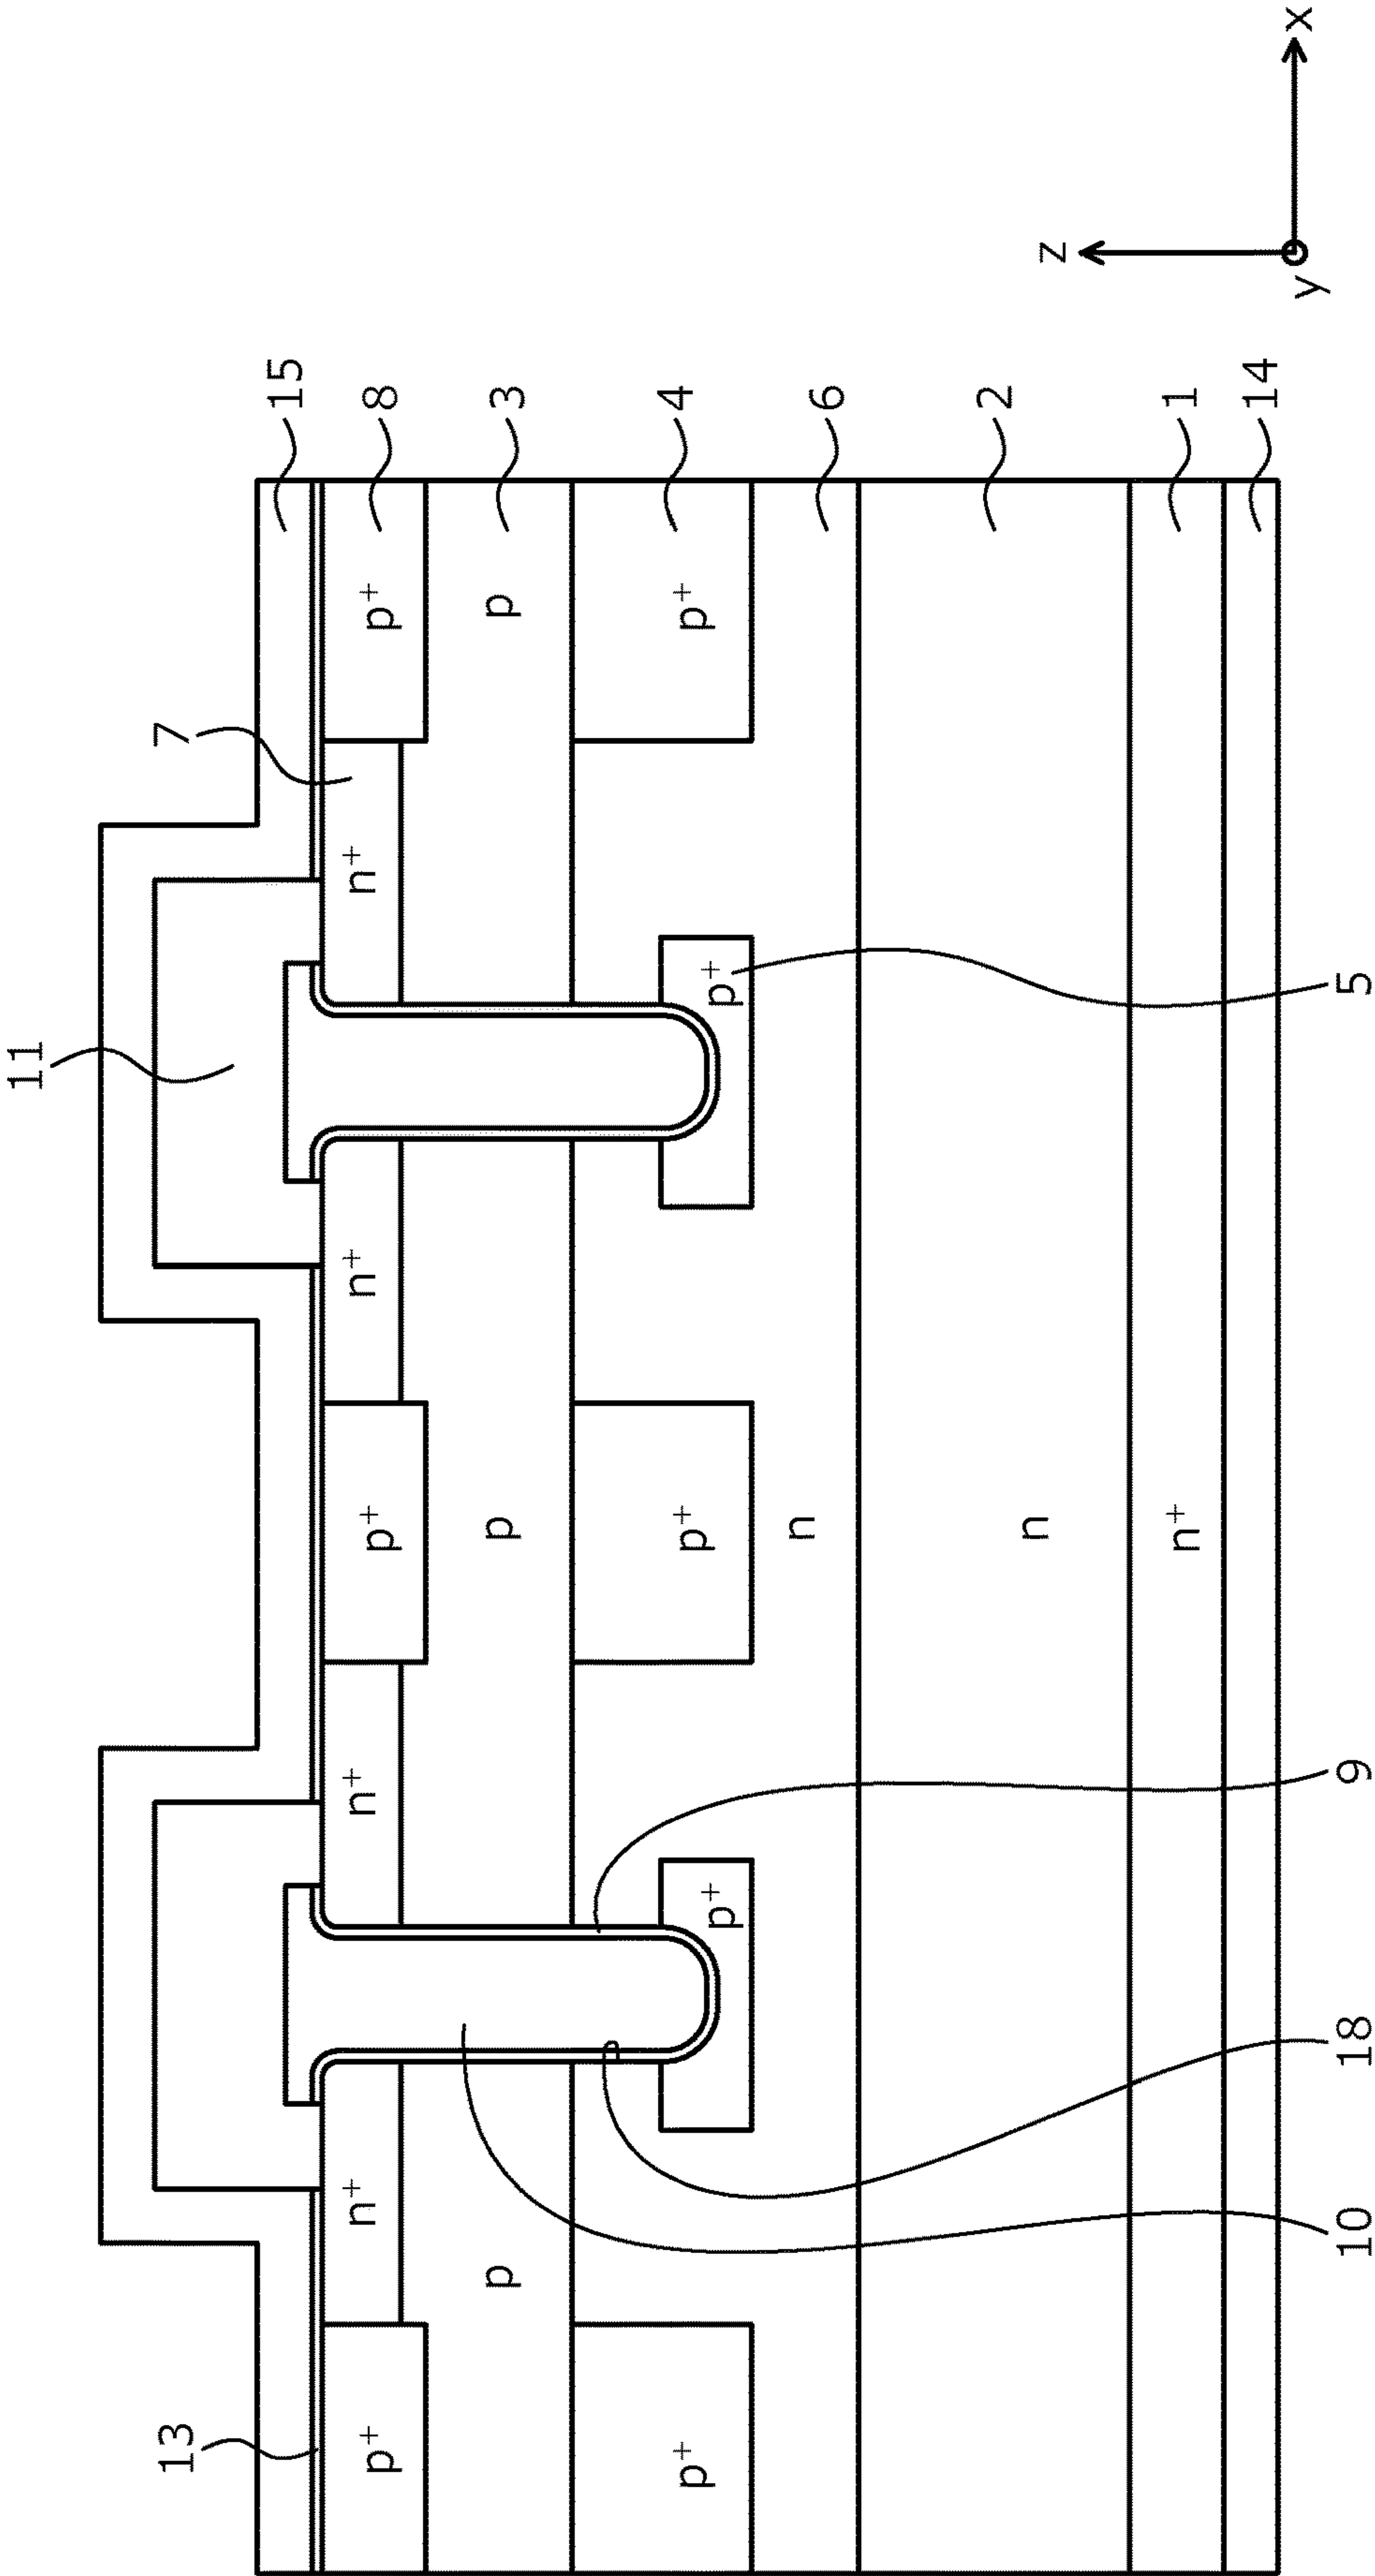 11
13 7
15
p⁺ n⁺ n⁺ p⁺ n⁺ n⁺ p⁺ 8
p p p 3
p⁺ p⁺ p⁺ 4
p⁺ p⁺
n 6
n 2
z
n⁺ 1
14
x
y
10 18 9 5